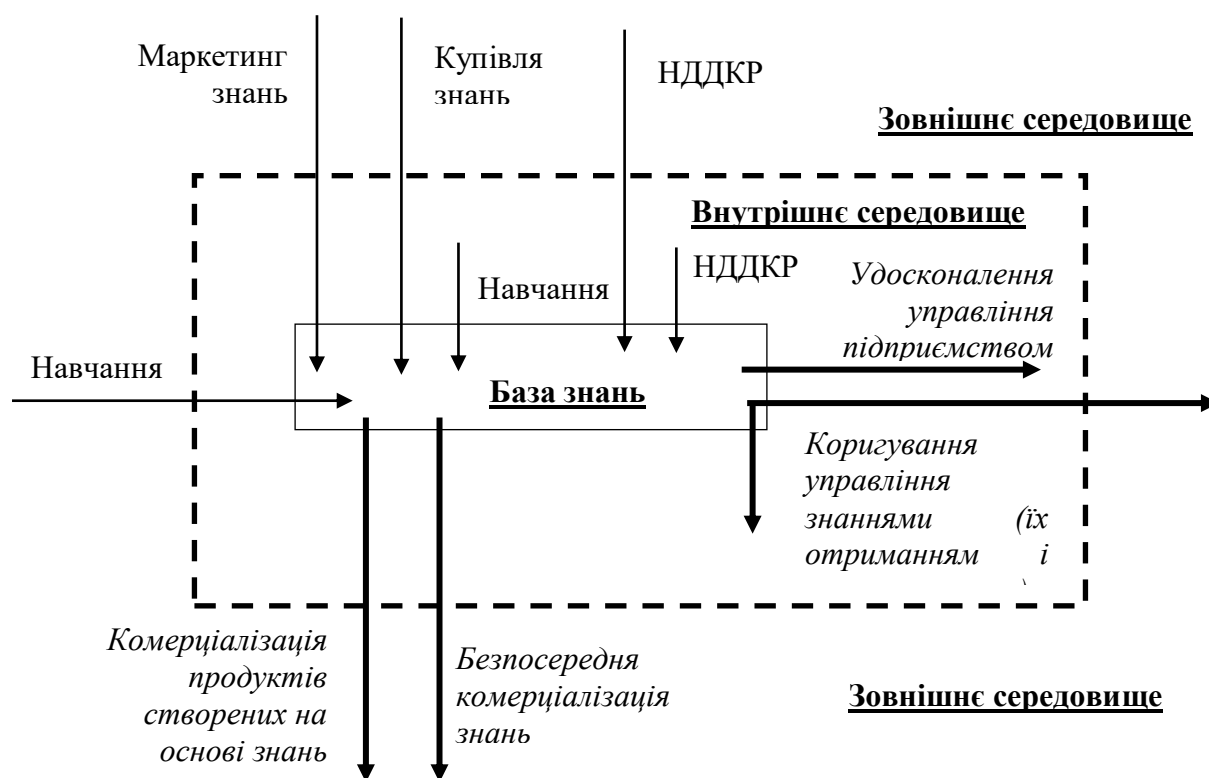 Маркетинг
знань
Купівля
знань
НДДКР
Зовнішнє середовище
Внутрішнє середовище
НДДКР
Навчання
Удосконалення
управління
підприємством
Навчання
База знань
Коригування
управління
знаннями (їх
отриманням і
Комерціалізація
продуктів
створених на
основі знань
Безпосередня
комерціалізація
знань
Зовнішнє середовище